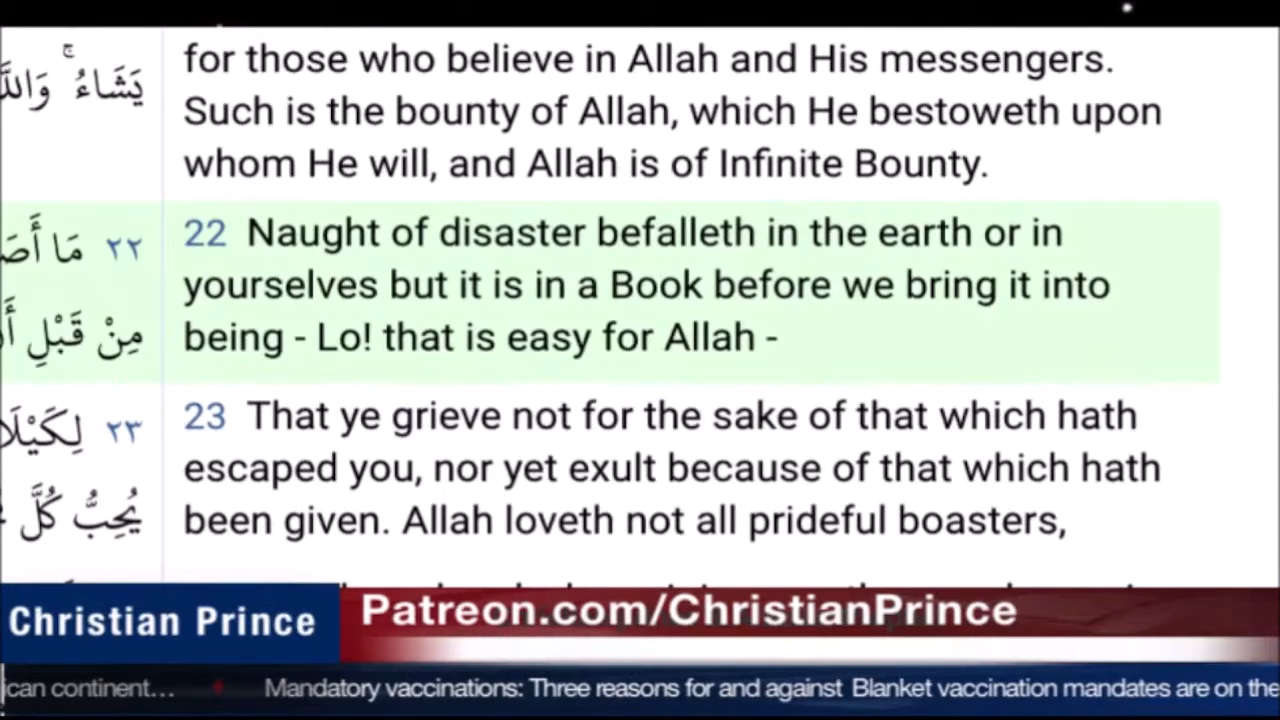 for those who believe in Allah and His messengers.
يَشَاءُ ۚ
Such is the bounty of Allah, which He bestoweth upon
whom He will, and Allah is of Infinite Bounty.
٢٢ مَا
22 Naught of disaster befalleth in the earth or in
yourselves but it is in a Book before we bring it into
مِنْ قَبْلِ
being - Lo! that is easy for Allah -
٢٣
23 That ye grieve not for the sake of that which hath
escaped you, nor yet exult because of that which hath
يُحِبُّ كُلَّ
been given. Allah loveth not all prideful boasters,
Christian Prince
Patreon.com/ChristianPrince
can continent...
Mandatory vaccinations: Three reasons for and against Blanket vaccination mandates are on the